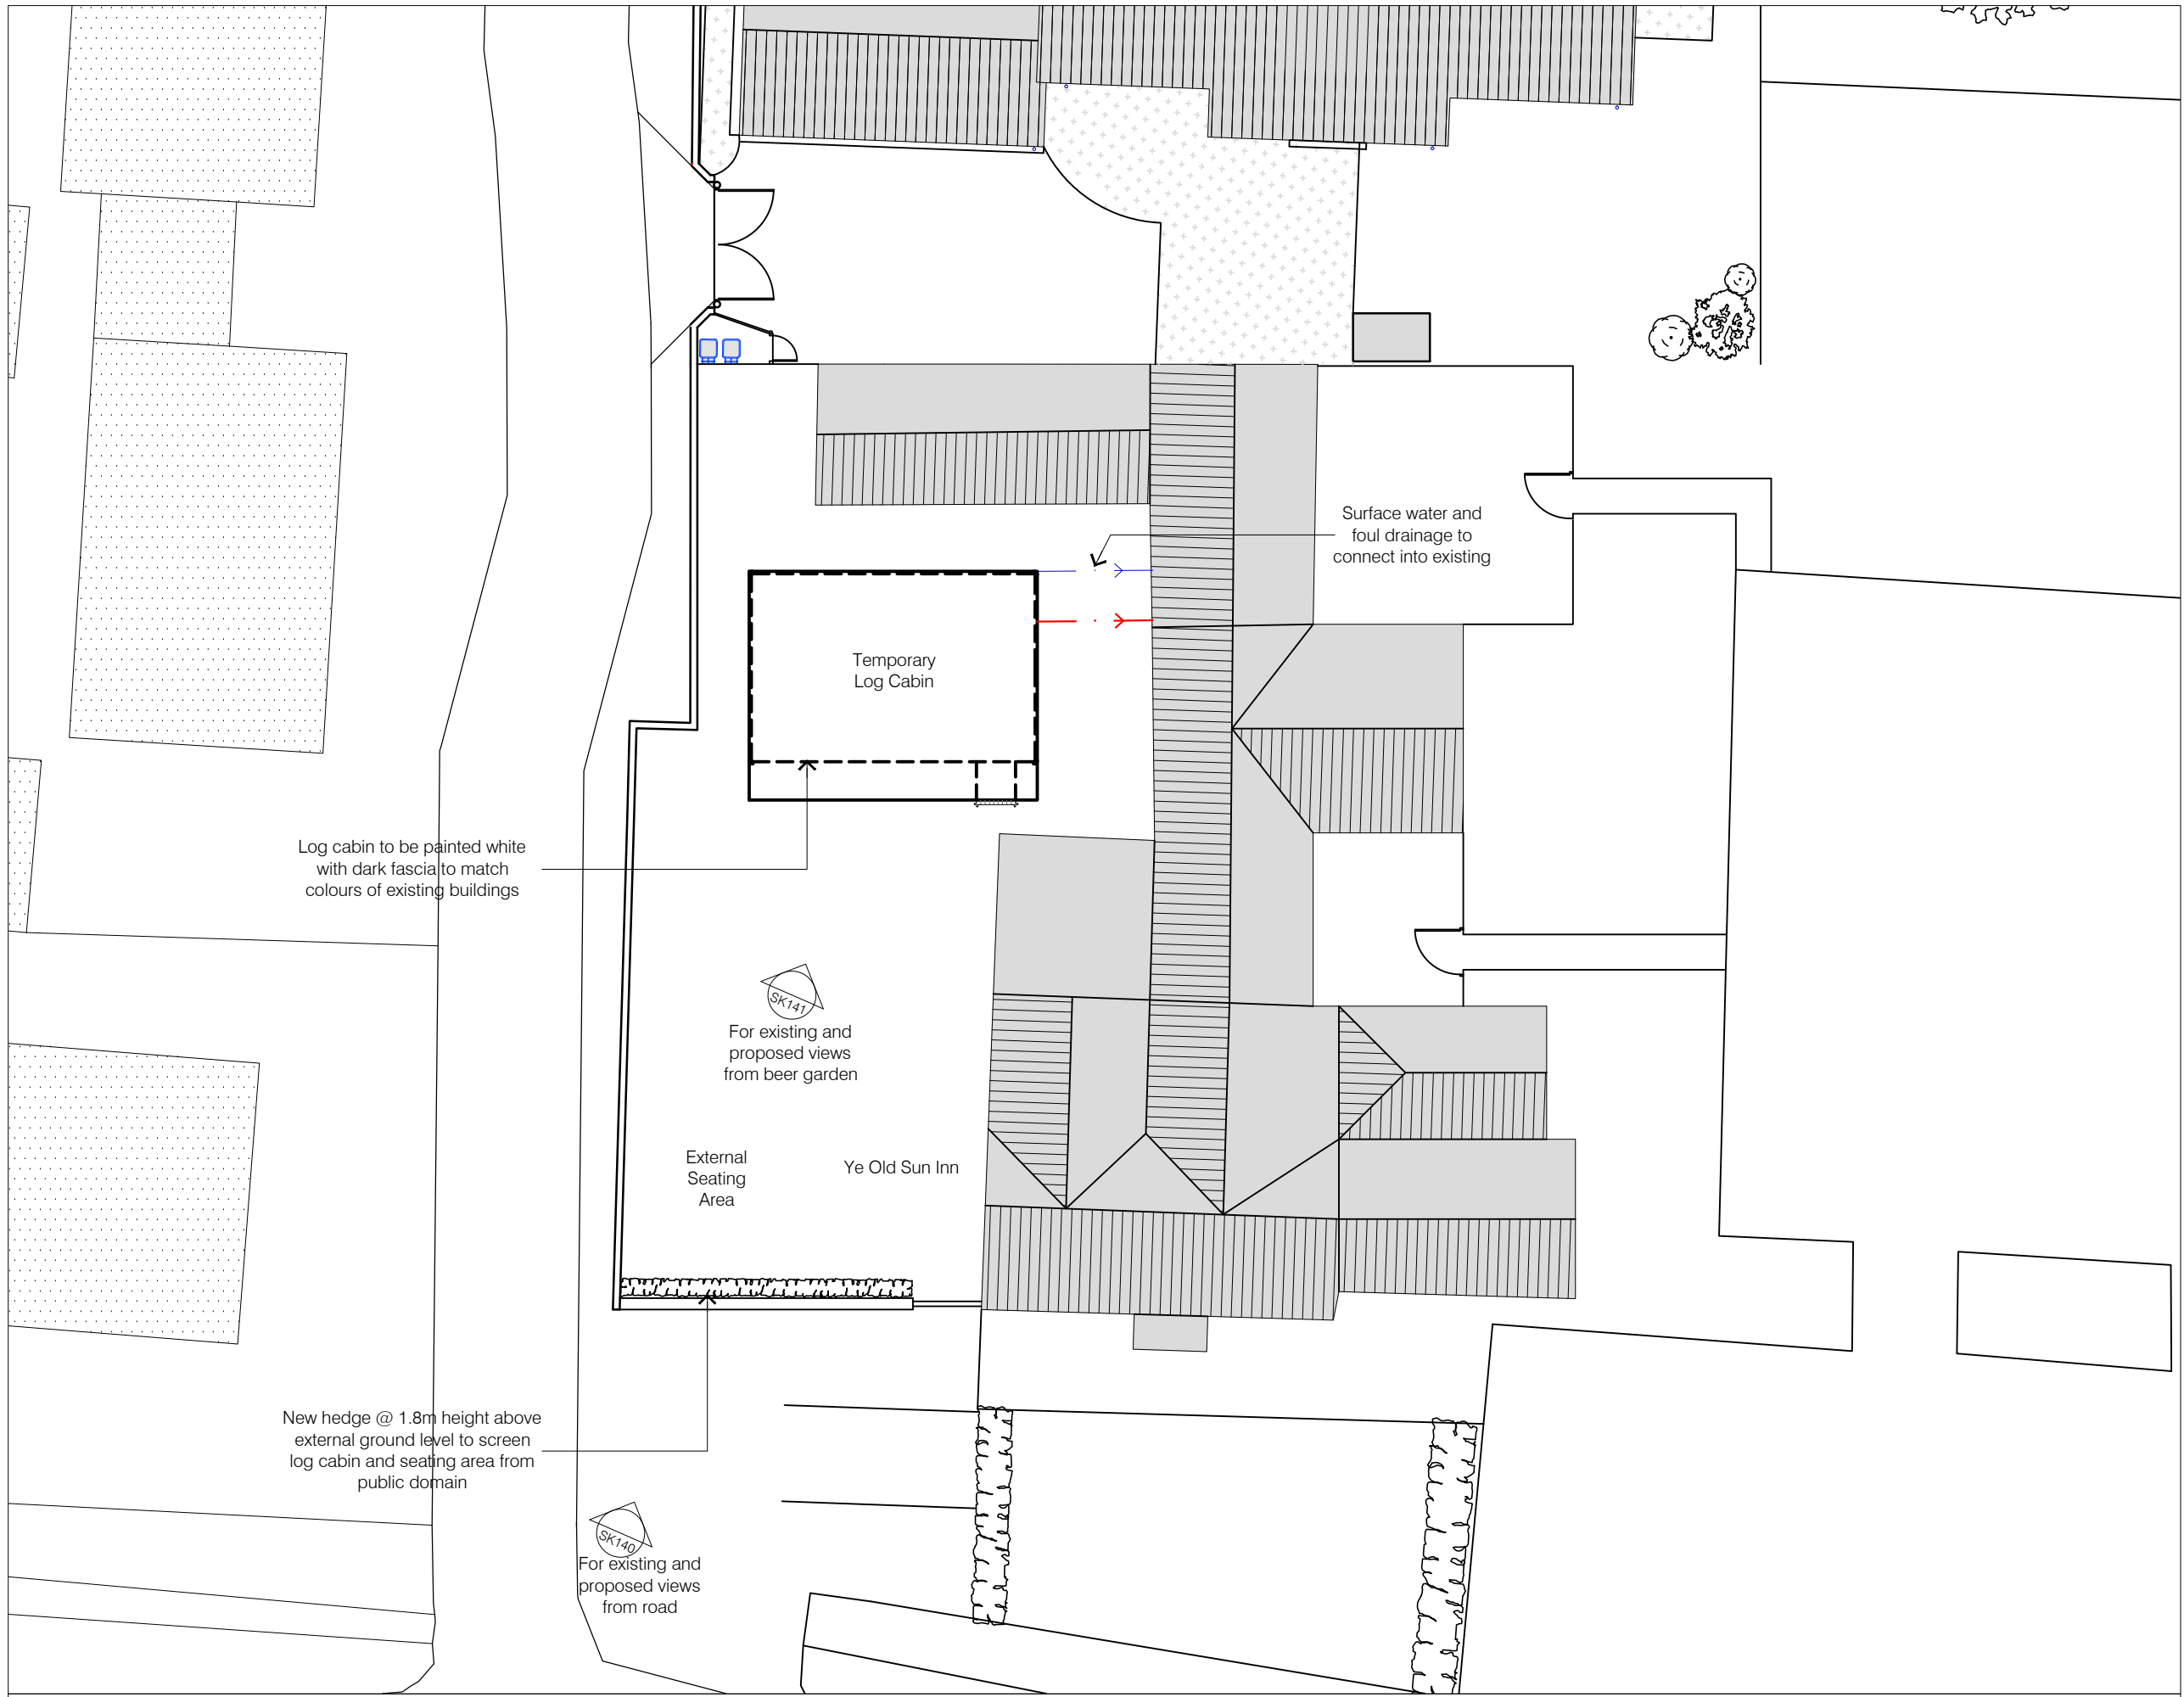 Surface water and
foul drainage to
connect into existing
Temporary
Log Cabin
Log cabin to be painted white
with dark fascia to match
colours of existing buildings
SK141
For existing and
proposed views
from beer garden
External
Seating
Area
Ye Old Sun Inn
New hedge @ 1.8m height above
external ground level to screen
log cabin and seating area from
public domain
SK140
For existing and
proposed views
from road